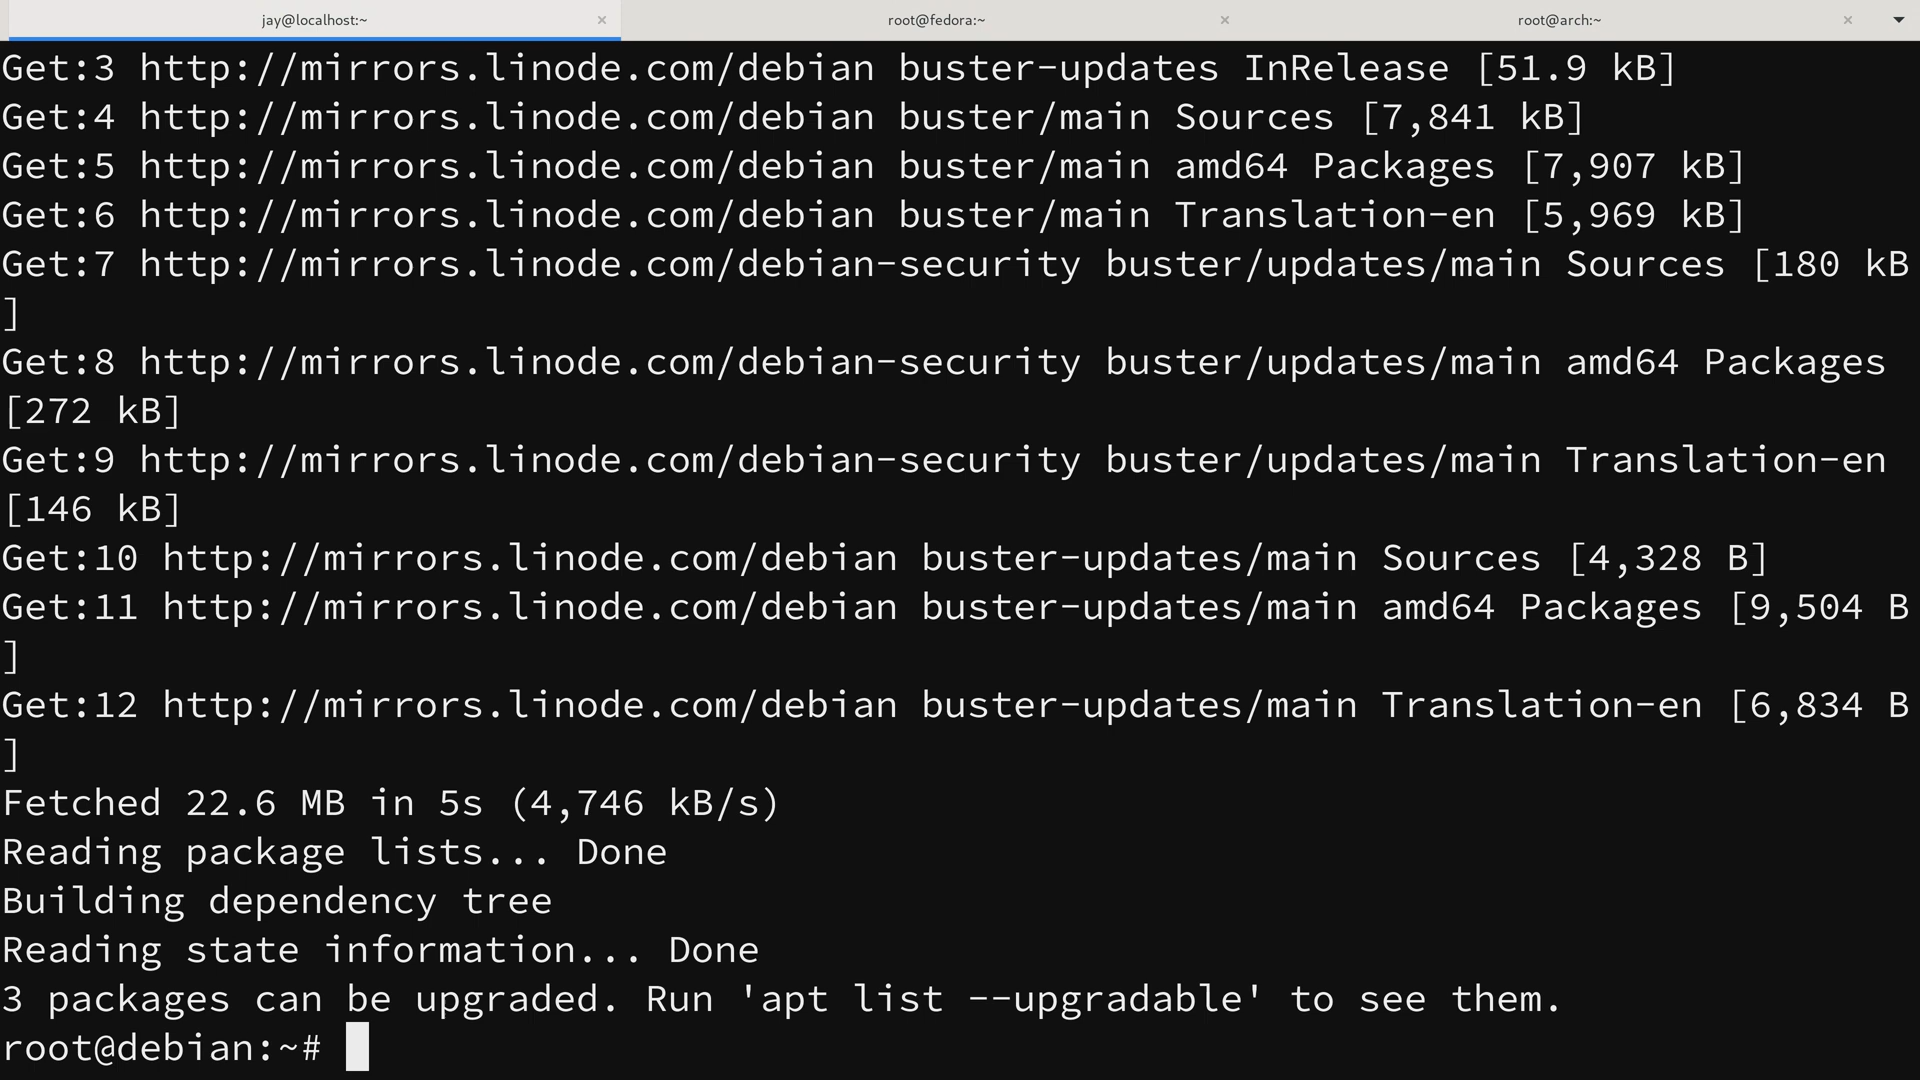 jay@localhost:~ × root@fedora:~ × root@arch:~ ×
Get:3 http://mirrors.linode.com/debian buster-updates InRelease [51.9 kB]
Get:4 http://mirrors.linode.com/debian buster/main Sources [7,841 kB]
Get:5 http://mirrors.linode.com/debian buster/main amd64 Packages [7,907 kB]
Get:6 http://mirrors.linode.com/debian buster/main Translation-en [5,969 kB]
Get:7 http://mirrors.linode.com/debian-security buster/updates/main Sources [180 kB
]
Get:8 http://mirrors.linode.com/debian-security buster/updates/main amd64 Packages
[272 kB]
Get:9 http://mirrors.linode.com/debian-security buster/updates/main Translation-en
[146 kB]
Get:10 http://mirrors.linode.com/debian buster-updates/main Sources [4,328 B]
Get:11 http://mirrors.linode.com/debian buster-updates/main amd64 Packages [9,504 B
]
Get:12 http://mirrors.linode.com/debian buster-updates/main Translation-en [6,834 B
]
Fetched 22.6 MB in 5s (4,746 kB/s)
Reading package lists... Done
Building dependency tree
Reading state information... Done
3 packages can be upgraded. Run 'apt list --upgradable' to see them.
root@debian:~#